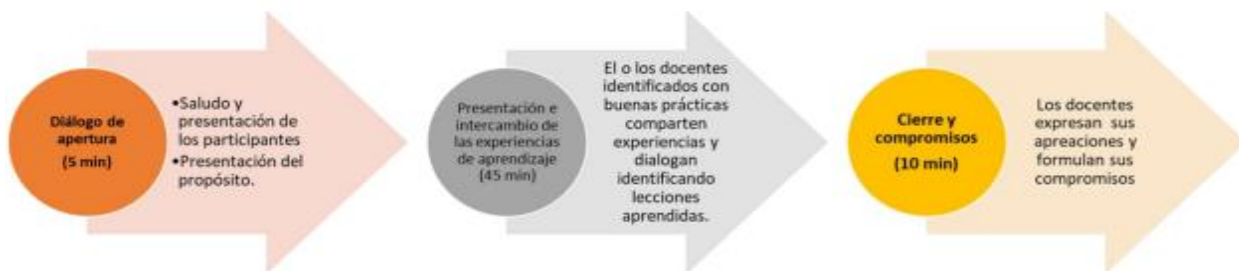 Diálogo de
apertura
(5 min)
•Saludo y
presentación de
los participantes
•Presentación del
propósito.
Presentación e
intercambio de
las experiencias
de aprendizaje
(45 min)
El o los docentes
identificados con
buenas prácticas
comparten
experiencias y
dialogan
identificando
lecciones
aprendidas.
Cierre y
compromisos
(10 min)
Los docentes
expresan sus
apreaciones y
formulan sus
compromisos